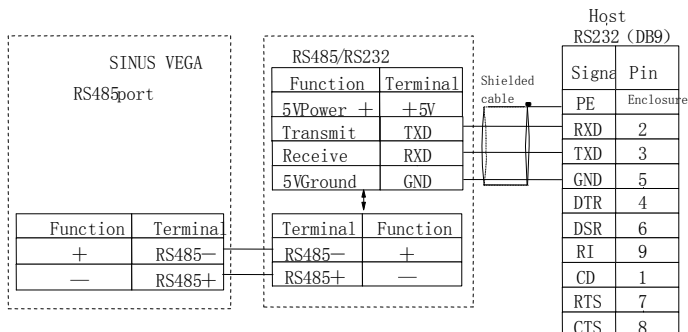 Host
RS232 (DB9)
SINUS VEGA
RS485port
RS485/RS232
Function Terminal
5VPower + +5V
Transmit TXD
Receive RXD
5VGround GND
Shielded
cable
Signa Pin
PE Enclosure
RXD 2
TXD 3
GND 5
DTR 4
DSR 6
RI 9
CD 1
RTS 7
CTS 8
Function Terminal
+ RS485—
— RS485+
Terminal Function
RS485— +
RS485+ —